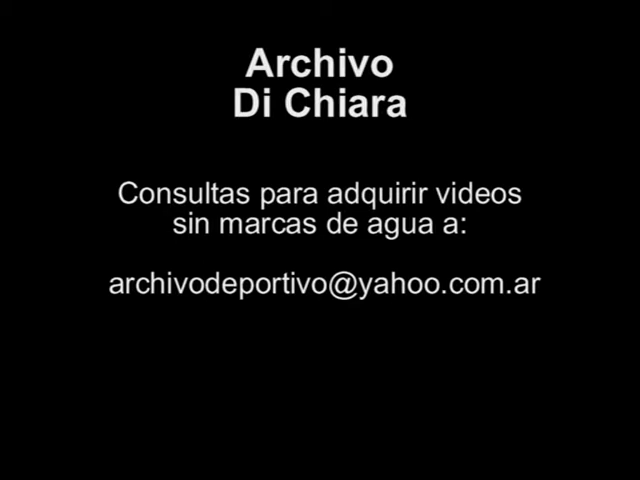 Archivo
Di Chiara
Consultas para adquirir videos
sin marcas de agua a:
archivodeportivo@yahoo.com.ar